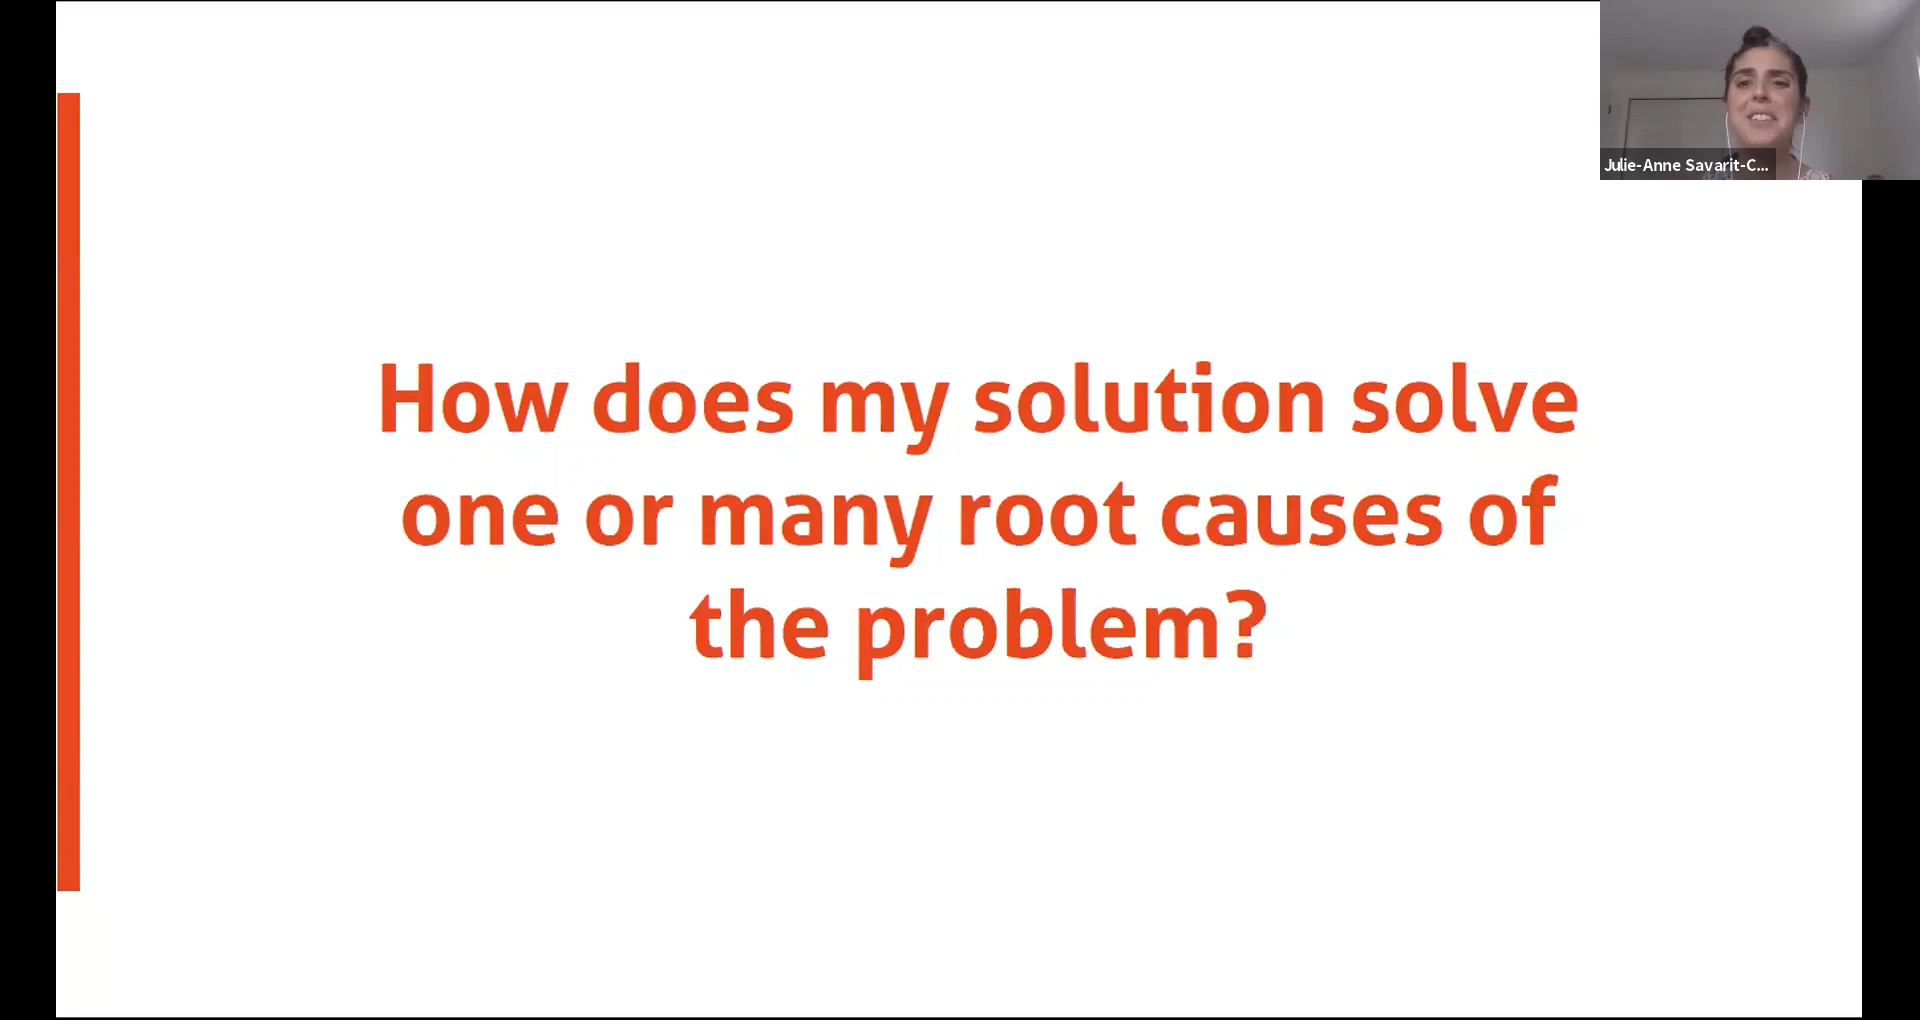 Julie-Anne Savarit-C...
How does my solution solve
one or many root causes of
the problem?